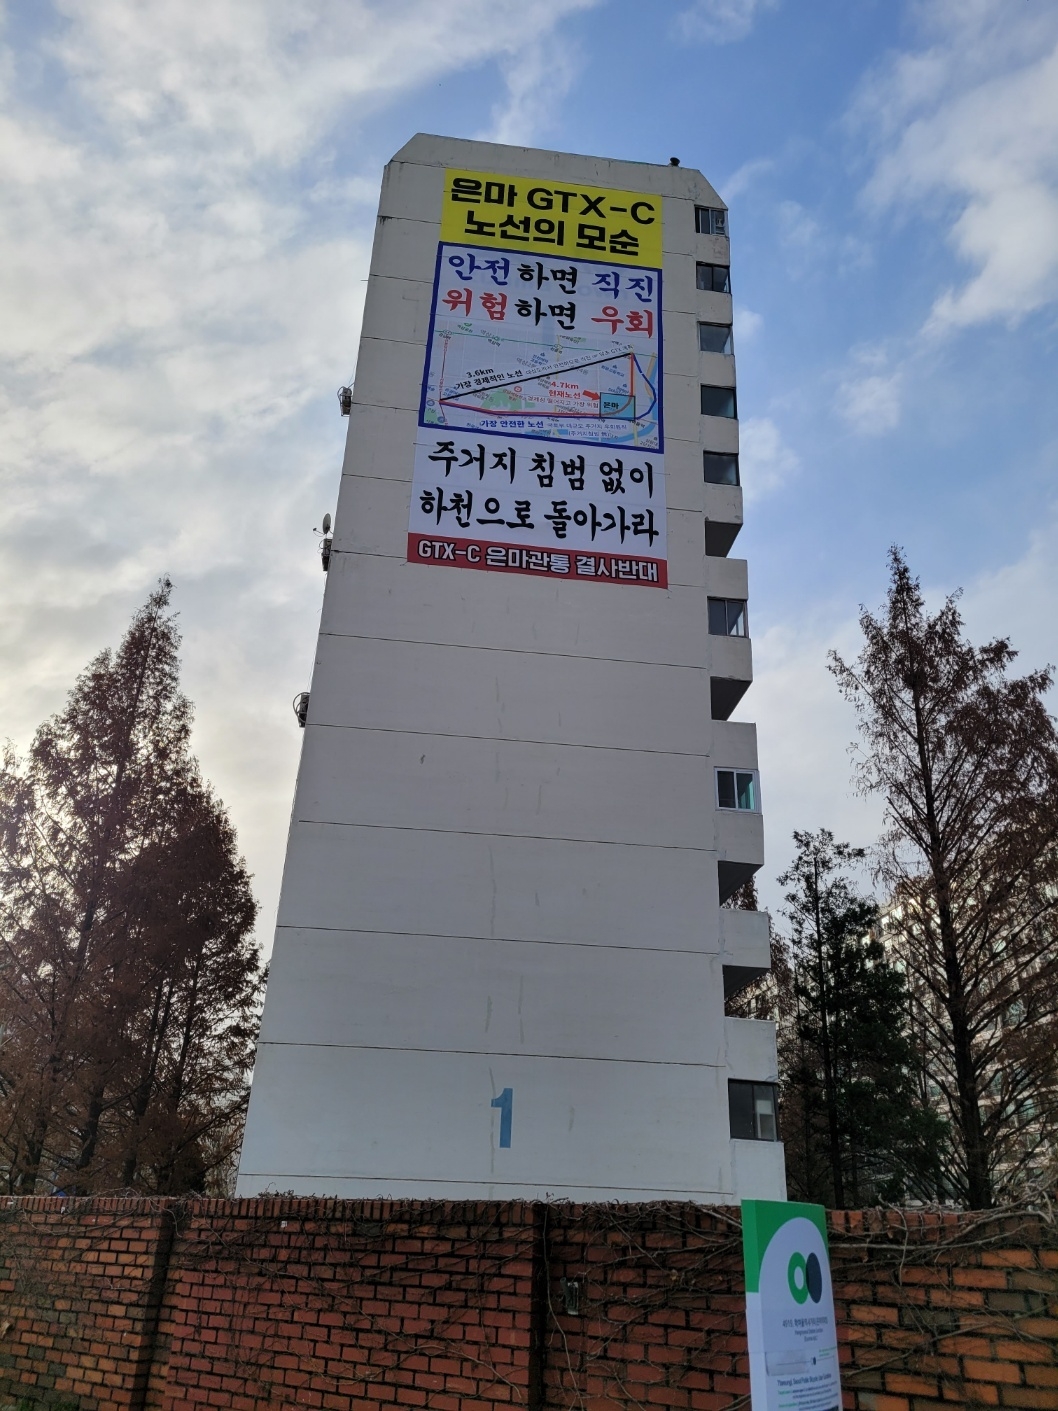 은마 GTX-C
노선의 모순
안전하면 직진
위험하면 우회
3.6km
가장 경제적인 노선
4.7km
현재노선
은마
가장 안전한 노선
주거지 침범 없이
하천으로 돌아가라
GTX-C 은마관통 결사반대
1